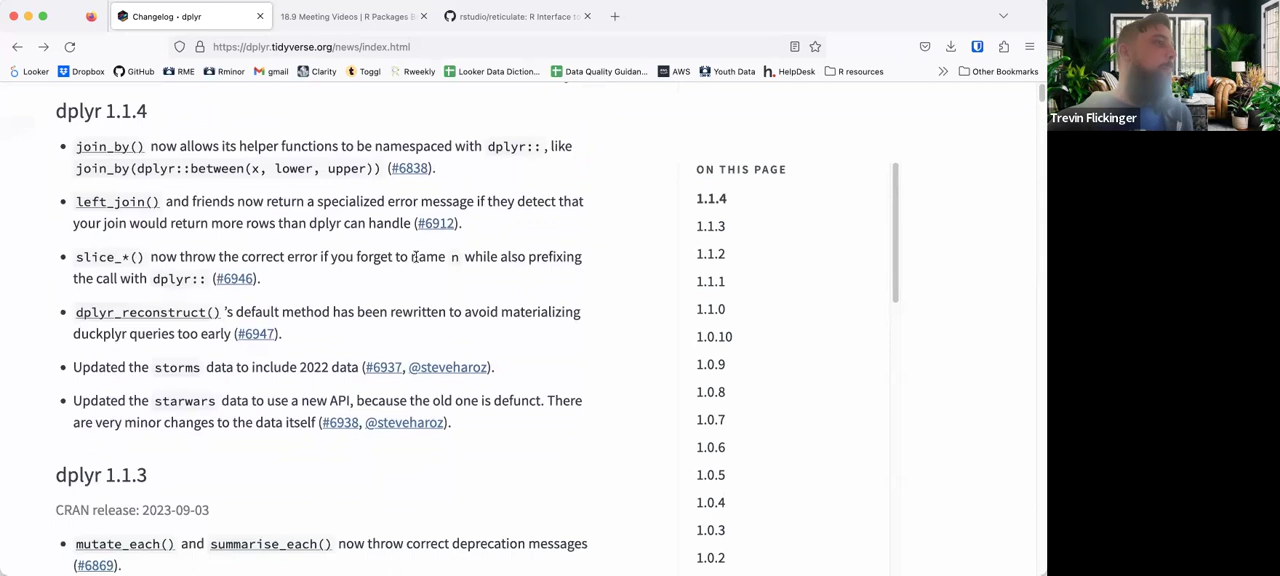 Changelog • dplyr
18.9 Meeting Videos | R Packages B
rstudio/reticulate: R Interface to
https://dplyr.tidyverse.org/news/index.html
Looker
Dropbox
GitHub
RME
Rminor
gmail
Clarity
Toggl
Rweekly
Looker Data Diction...
Data Quality Guidan...
AWS
Youth Data
HelpDesk
R resources
Other Bookmarks
Trevin Flickinger
dplyr 1.1.4
join_by() now allows its helper functions to be namespaced with dplyr::, like
join_by(dplyr::between(x, lower, upper)) (#6838).
left_join() and friends now return a specialized error message if they detect that
your join would return more rows than dplyr can handle (#6912).
slice_*() now throw the correct error if you forget to name n while also prefixing
the call with dplyr:: (#6946).
dplyr_reconstruct() 's default method has been rewritten to avoid materializing
duckplyr queries too early (#6947).
Updated the storms data to include 2022 data (#6937, @steveharoz).
Updated the starwars data to use a new API, because the old one is defunct. There
are very minor changes to the data itself (#6938, @steveharoz).
dplyr 1.1.3
CRAN release: 2023-09-03
mutate_each() and summarise_each() now throw correct deprecation messages
(#6869).
ON THIS PAGE
1.1.4
1.1.3
1.1.2
1.1.1
1.1.0
1.0.10
1.0.9
1.0.8
1.0.7
1.0.6
1.0.5
1.0.4
1.0.3
1.0.2